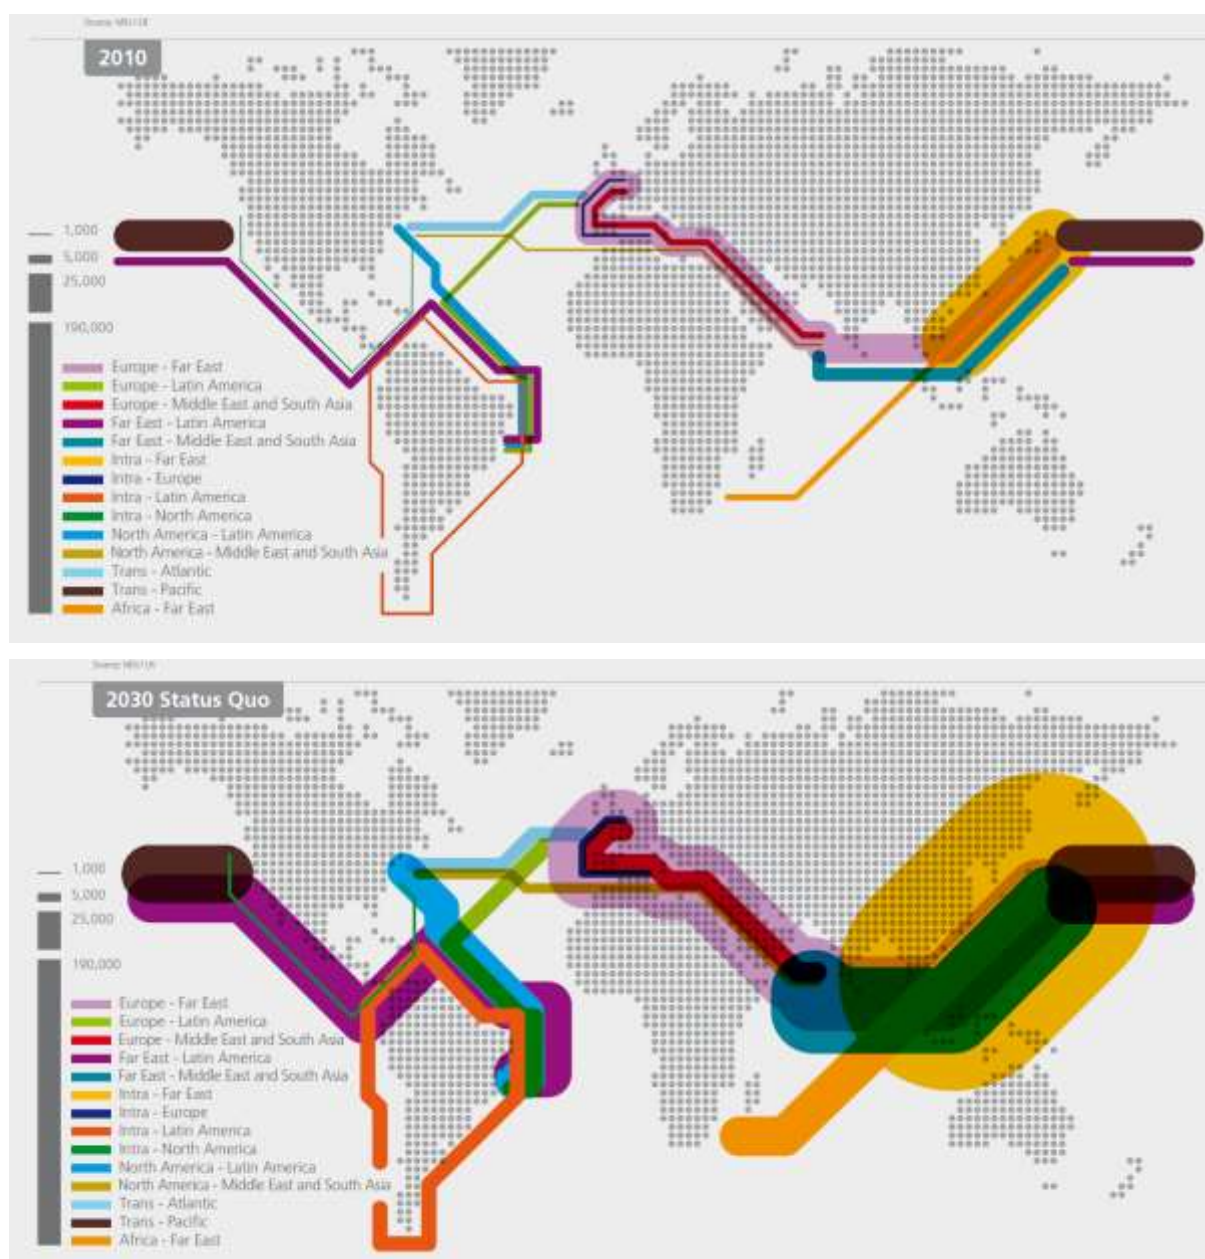 2010
1,000
5,000
25,000
190,000
Europe - Far East
Europe - Latin America
Europe - Middle East and South Asia
Far East - Latin America
Far East - Middle East and South Asia
Intra - Far East
Intra - Europe
Intra - Latin America
Intra - North America
North America - Latin America
North America - Middle East and South Asia
Trans - Atlantic
Trans - Pacific
Africa - Far East
2030 Status Quo
1,000
5,000
25,000
190,000
Europe - Far East
Europe - Latin America
Europe - Middle East and South Asia
Far East - Latin America
Far East - Middle East and South Asia
Intra - Far East
Intra - Europe
Intra - Latin America
Intra - North America
North America - Latin America
North America - Middle East and South Asia
Trans - Atlantic
Trans - Pacific
Africa - Far East